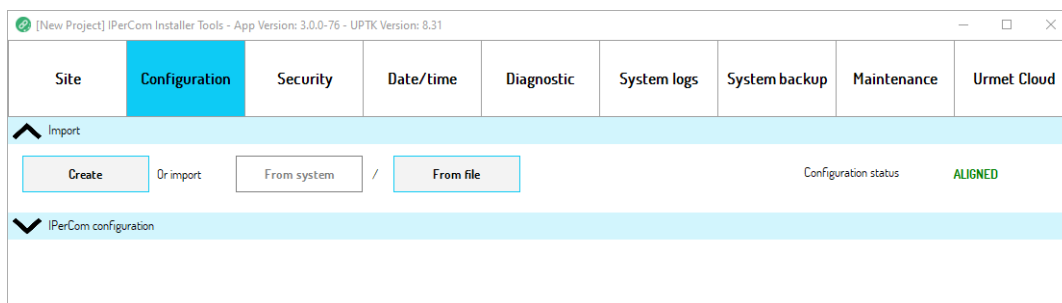 [New Project] IPerCom Installer Tools - App Version: 3.0.0-76 - UPTK Version: 8.31
Site Configuration Security Date/time Diagnostic System logs System backup Maintenance Urmet Cloud
Import
Create Or import From system / From file Configuration status ALIGNED
IPerCom configuration